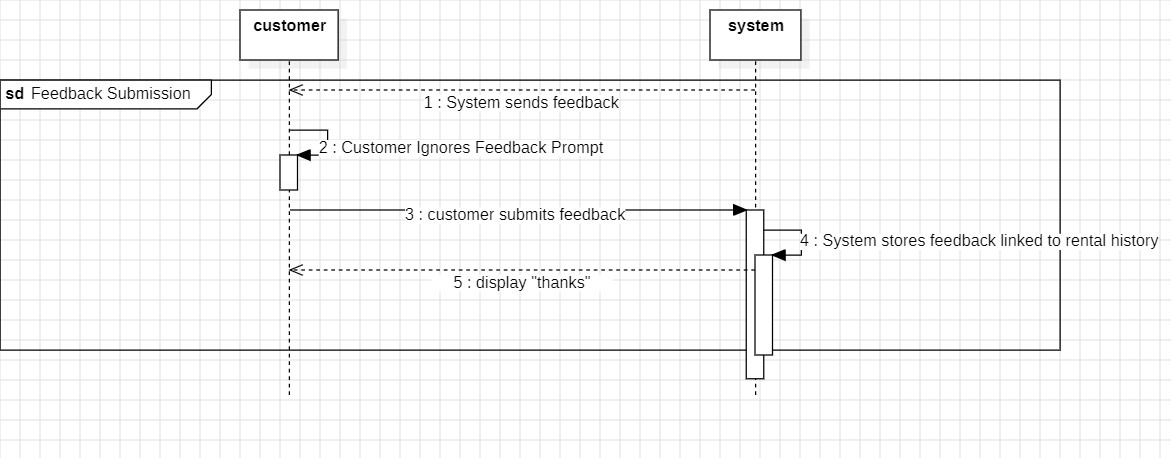 customer
system
sd Feedback Submission
1 : System sends feedback
2 : Customer Ignores Feedback Prompt
3 : customer submits feedback
4 : System stores feedback linked to rental history
5 : display "thanks"